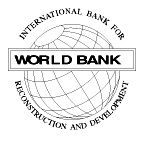 INTERNATIONAL BANK FOR
WORLD BANK
RECONSTRUCTION AND DEVELOPMENT